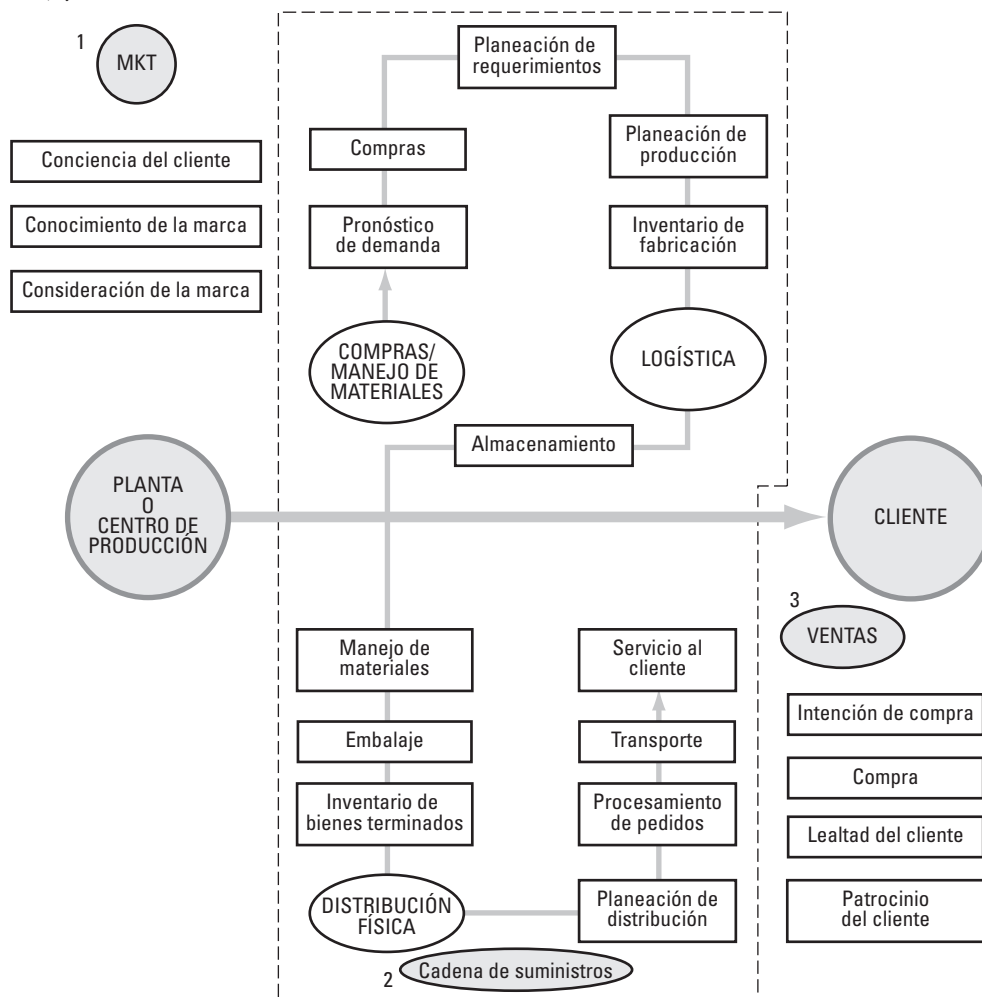 1
MKT
Conciencia del cliente
Conocimiento de la marca
Consideración de la marca
Planeación de
requerimientos
Compras
Pronóstico
de demanda
COMPRAS/
MANEJO DE
MATERIALES
Planeación de
producción
Inventario de
fabricación
LOGÍSTICA
Almacenamiento
PLANTA
O
CENTRO DE
PRODUCCIÓN
CLIENTE
Manejo de
materiales
Embalaje
Inventario de
bienes terminados
DISTRIBUCIÓN
FÍSICA
Servicio al
cliente
Transporte
Procesamiento
de pedidos
Planeación de
distribución
2
Cadena de suministros
3
VENTAS
Intención de compra
Compra
Lealtad del cliente
Patrocinio
del cliente